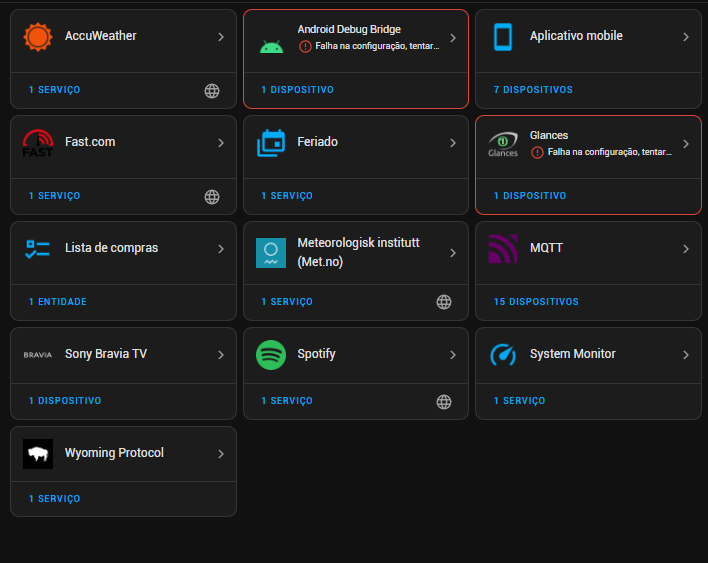 AccuWeather
1 SERVIÇO
Android Debug Bridge
Falha na configuração, tentar...
1 DISPOSITIVO
Aplicativo mobile
7 DISPOSITIVOS
FAST
Fast.com
1 SERVIÇO
Feriado
1 SERVIÇO
Glances
Glances
Falha na configuração, tentar...
1 DISPOSITIVO
Lista de compras
1 ENTIDADE
Meteorologisk institutt
(Met.no)
1 SERVIÇO
MQTT
15 DISPOSITIVOS
BRAVIA
Sony Bravia TV
1 DISPOSITIVO
Spotify
1 SERVIÇO
System Monitor
1 SERVIÇO
Wyoming Protocol
1 SERVIÇO